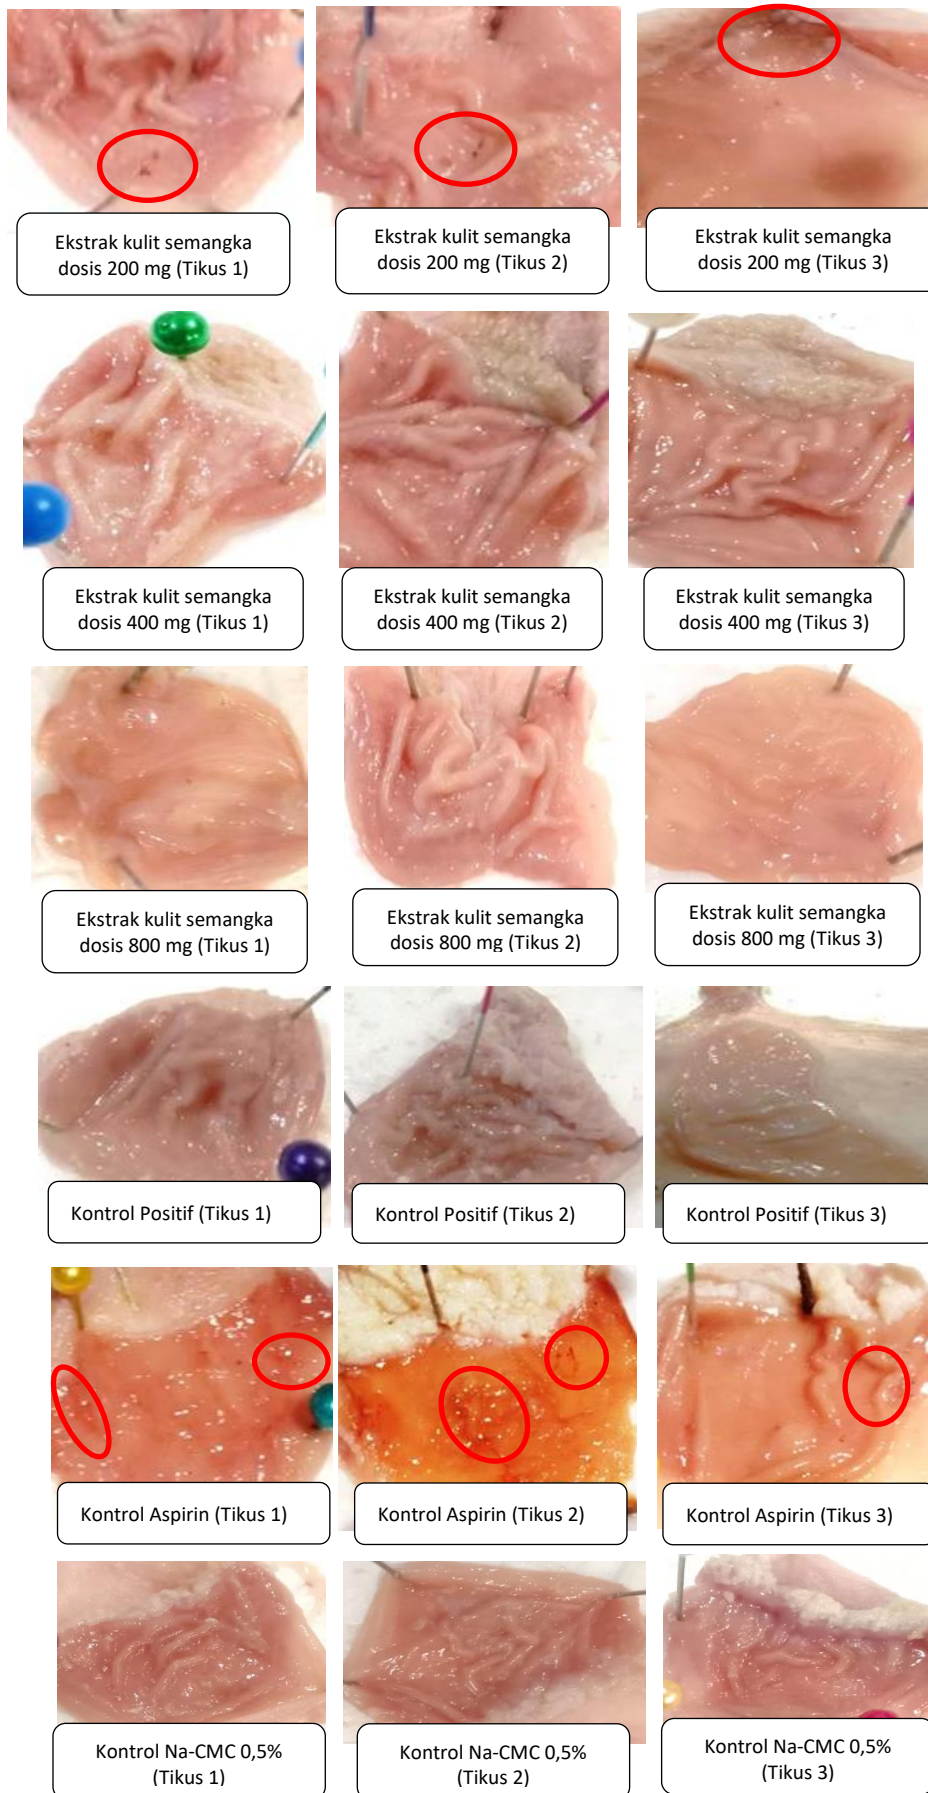 Ekstrak kulit semangka
dosis 200 mg (Tikus 1)
Ekstrak kulit semangka
dosis 200 mg (Tikus 2)
Ekstrak kulit semangka
dosis 200 mg (Tikus 3)
Ekstrak kulit semangka
dosis 400 mg (Tikus 1)
Ekstrak kulit semangka
dosis 400 mg (Tikus 2)
Ekstrak kulit semangka
dosis 400 mg (Tikus 3)
Ekstrak kulit semangka
dosis 800 mg (Tikus 1)
Ekstrak kulit semangka
dosis 800 mg (Tikus 2)
Ekstrak kulit semangka
dosis 800 mg (Tikus 3)
Kontrol Positif (Tikus 1)
Kontrol Positif (Tikus 2)
Kontrol Positif (Tikus 3)
Kontrol Aspirin (Tikus 1)
Kontrol Aspirin (Tikus 2)
Kontrol Aspirin (Tikus 3)
Kontrol Na-CMC 0,5%
(Tikus 1)
Kontrol Na-CMC 0,5%
(Tikus 2)
Kontrol Na-CMC 0,5%
(Tikus 3)